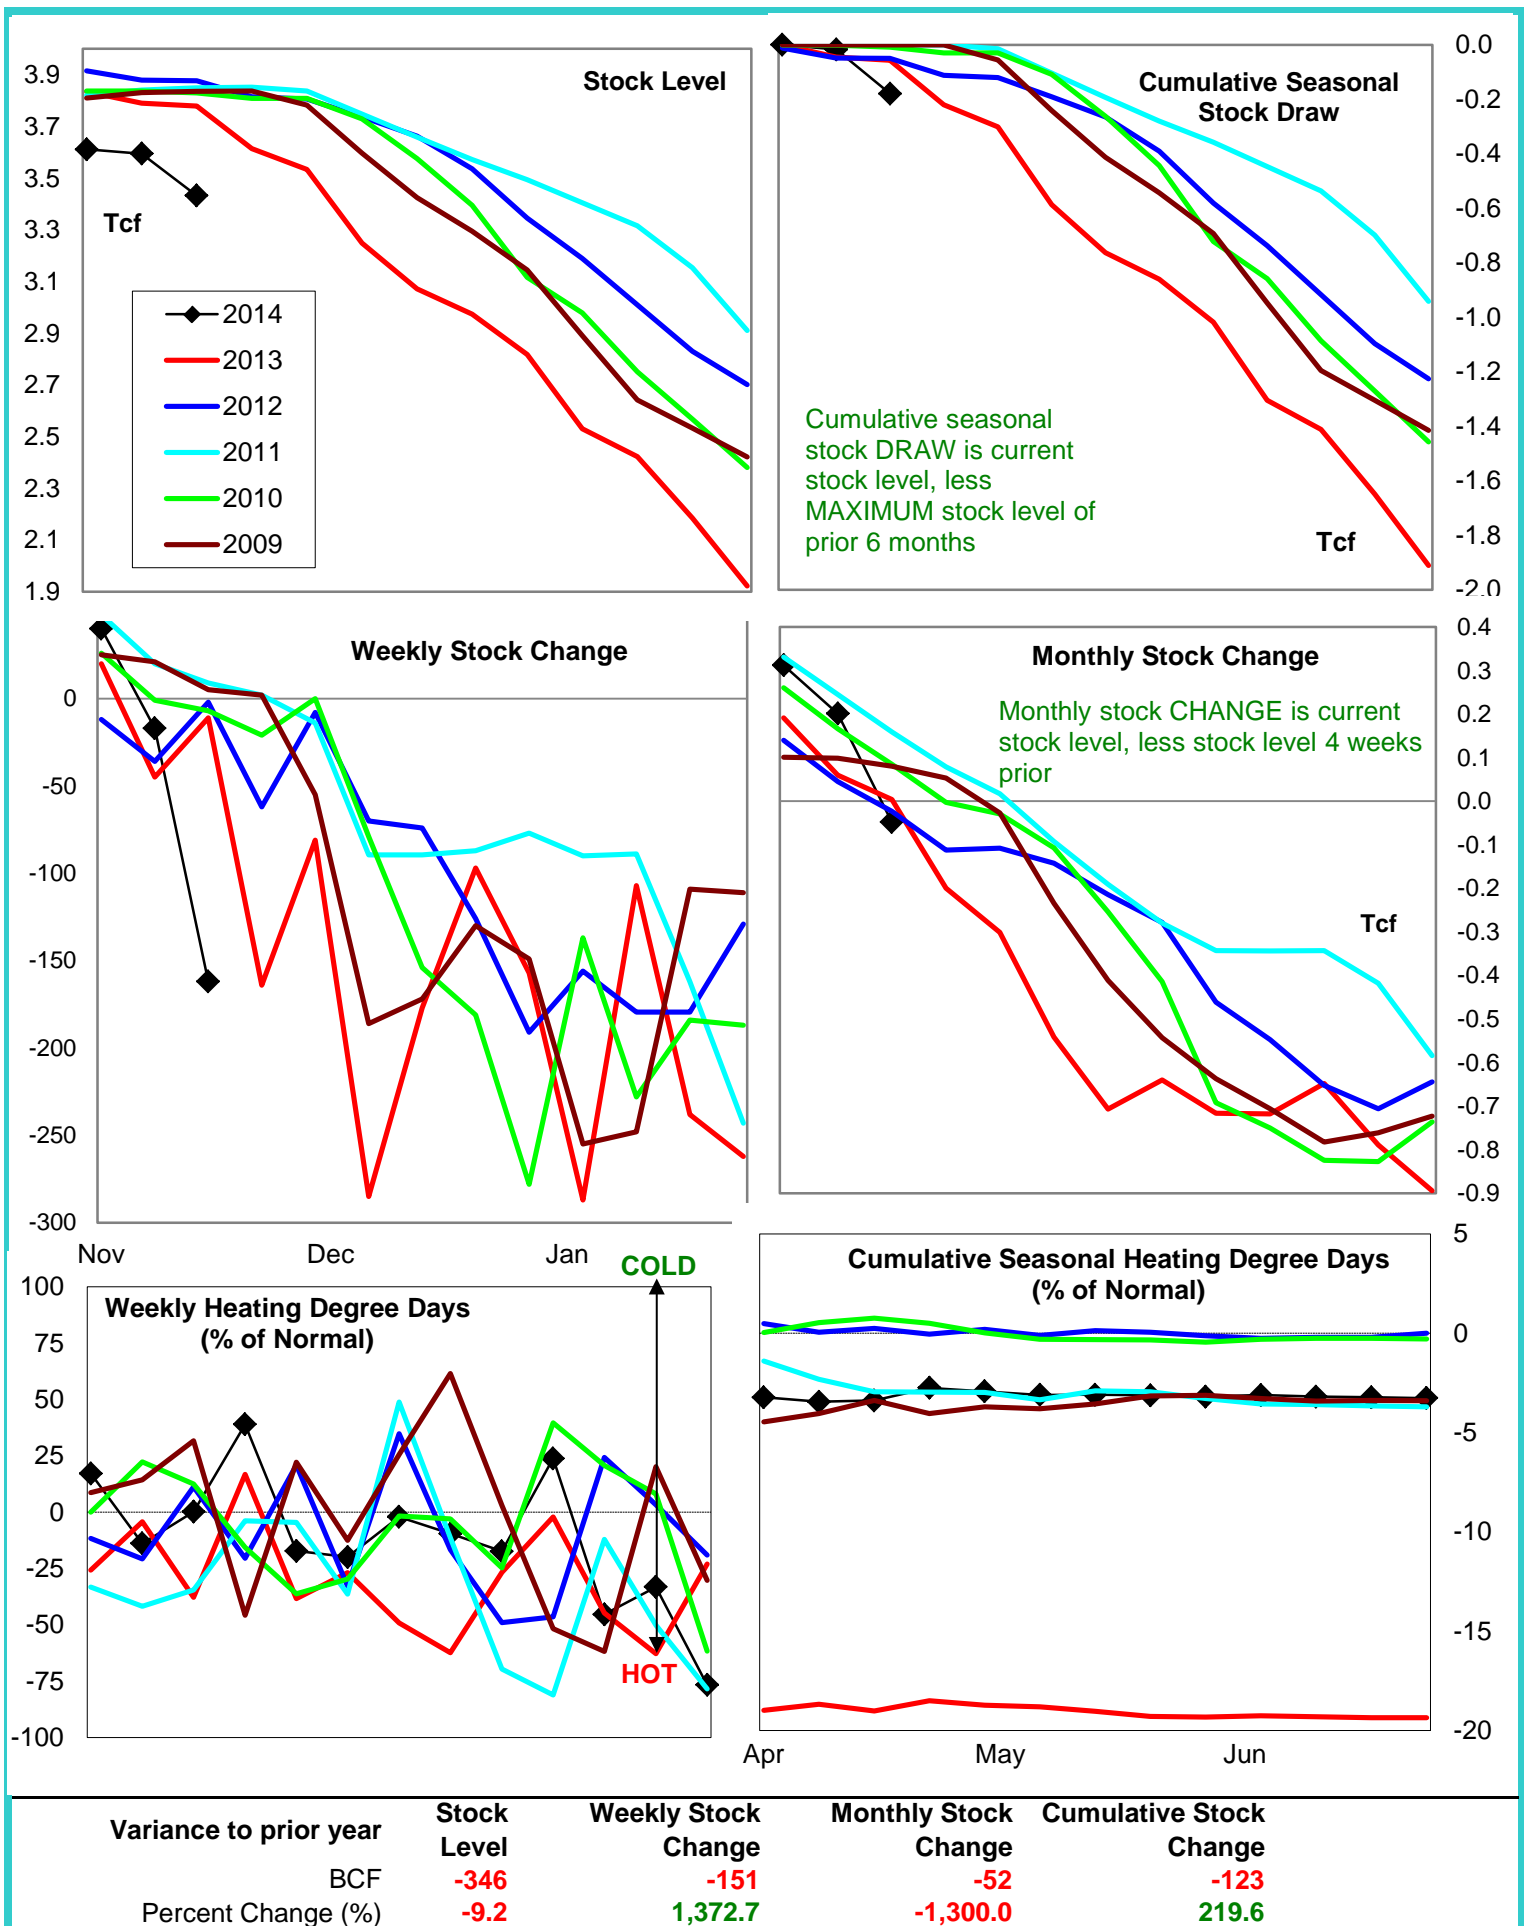 Stock Level
3.9
3.7
3.5
3.3
3.1
2.9
2.7
2.5
2.3
2.1
1.9
Tcf
2014
2013
2012
2011
2010
2009
Cumulative Seasonal
Stock Draw
0.0
-0.2
-0.4
-0.6
-0.8
-1.0
-1.2
-1.4
-1.6
-1.8
-2.0
Cumulative seasonal
stock DRAW is current
stock level, less
MAXIMUM stock level of
prior 6 months
Tcf
Weekly Stock Change
0
-50
-100
-150
-200
-250
-300
Nov Dec Jan
Monthly Stock Change
Monthly stock CHANGE is current
stock level, less stock level 4 weeks
prior
0.4
0.3
0.2
0.1
0.0
-0.1
-0.2
-0.3
-0.4
-0.5
-0.6
-0.7
-0.8
-0.9
Tcf
COLD
Weekly Heating Degree Days
(% of Normal)
100
75
50
25
0
-25
-50
-75
-100
HOT
Cumulative Seasonal Heating Degree Days
(% of Normal)
5
0
-5
-10
-15
-20
Apr May Jun
Variance to prior year Stock Level Weekly Stock Change Monthly Stock Change Cumulative Stock Change
BCF -346 -151 -52 -123
Percent Change (%) -9.2 1,372.7 -1,300.0 219.6